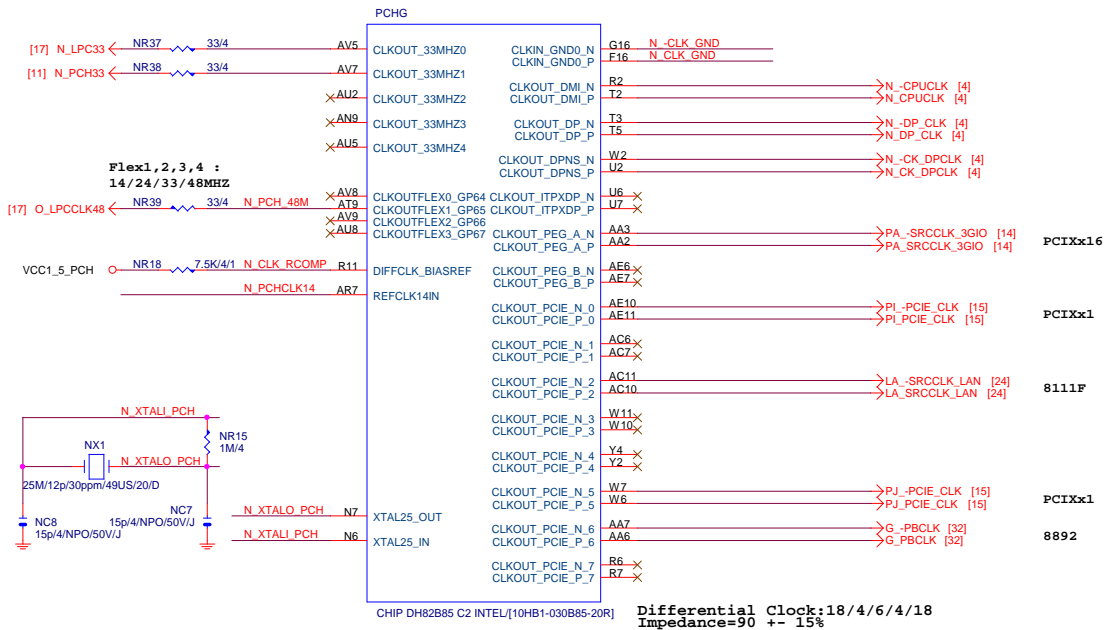 PCHG
[17] N_LPC33 NR37 33/4 AV5 CLKOUT_33MHZ0
[11] N_PCH33 NR38 33/4 AV7 CLKOUT_33MHZ1
AU2 CLKOUT_33MHZ2
AN9 CLKOUT_33MHZ3
AU5 CLKOUT_33MHZ4
Flex1,2,3,4 :
14/24/33/48MHZ
AV8 CLKOUTFLEX0_GP64
[17] O_LPCCLK48 NR39 33/4 N_PCH_48M AT9 CLKOUTFLEX1_GP65
AV9 CLKOUTFLEX2_GP66
AU8 CLKOUTFLEX3_GP67
VCC1_5_PCH NR18 7.5K/4/1 N_CLK_RCOMP R11 DIFFCLK_BIASREF
N_PCHCLK14 AR7 REFCLK14IN
N_XTALI_PCH
NR15
1M/4
NX1
N_XTALO_PCH
25M/12p/30ppm/49US/20/D
NC8
15p/4/NPO/50V/J
NC7
15p/4/NPO/50V/J
N_XTALO_PCH N7 XTAL25_OUT
N_XTALI_PCH N6 XTAL25_IN
CLKIN_GND0_N G16 N_-CLK_GND
CLKIN_GND0_P F16 N_CLK_GND
CLKOUT_DMI_N R2 N_-CPUCLK [4]
CLKOUT_DMI_P T2 N_CPUCLK [4]
CLKOUT_DP_N T3 N_-DP_CLK [4]
CLKOUT_DP_P T5 N_DP_CLK [4]
CLKOUT_DPNS_N W2 N_-CK_DPCLK [4]
CLKOUT_DPNS_P U2 N_CK_DPCLK [4]
CLKOUT_ITPXDP_N U6
CLKOUT_ITPXDP_P U7
CLKOUT_PEG_A_N AA3 PA_-SRCCLK_3GIO [14]
CLKOUT_PEG_A_P AA2 PA_SRCCLK_3GIO [14]
PCIXx16
CLKOUT_PEG_B_N AE6
CLKOUT_PEG_B_P AE7
CLKOUT_PCIE_N_0 AE10 PI_-PCIE_CLK [15]
CLKOUT_PCIE_P_0 AE11 PI_PCIE_CLK [15]
PCIXx1
CLKOUT_PCIE_N_1 AC6
CLKOUT_PCIE_P_1 AC7
CLKOUT_PCIE_N_2 AC11 LA_-SRCCLK_LAN [24]
CLKOUT_PCIE_P_2 AC10 LA_SRCCLK_LAN [24]
8111F
CLKOUT_PCIE_N_3 W11
CLKOUT_PCIE_P_3 W10
CLKOUT_PCIE_N_4 Y4
CLKOUT_PCIE_P_4 Y2
CLKOUT_PCIE_N_5 W7 PJ_-PCIE_CLK [15]
CLKOUT_PCIE_P_5 W6 PJ_PCIE_CLK [15]
PCIXx1
CLKOUT_PCIE_N_6 AA7 G_-PBCLK [32]
CLKOUT_PCIE_P_6 AA6 G_PBCLK [32]
8892
CLKOUT_PCIE_N_7 R6
CLKOUT_PCIE_P_7 R7
CHIP DH82B85 C2 INTEL/[10HB1-030B85-20R]
Differential Clock:18/4/6/4/18
Impedance=90 +- 15%